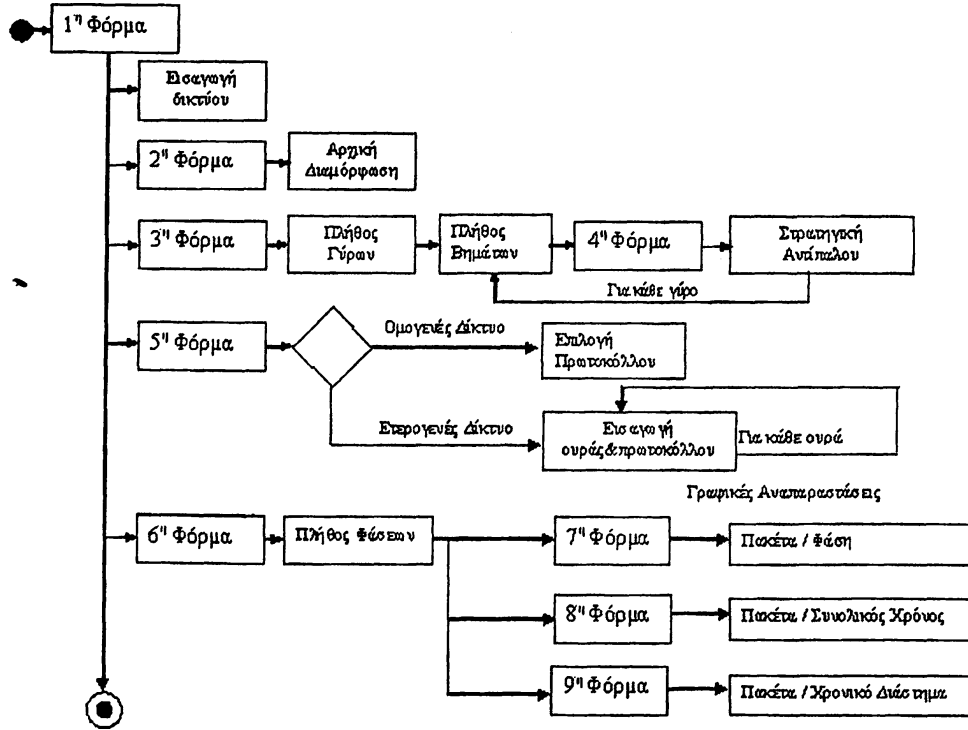 1η Φόρμα
Εισαγωγή
δικτύου
2η Φόρμα
Αρχική
Διαμόρφωση
3η Φόρμα
Πλήθος
Γύρων
Πλήθος
Βημάτων
4η Φόρμα
Στρατηγική
Αντίπαλου
Για κάθε γύρο
5η Φόρμα
Ομογενές Δίκτυο
Επιλογή
Πρωτοκόλλου
Ετερογενές Δίκτυο
Εισαγωγή
ουράς&πρωτοκόλλου
Για κάθε ουρά
Γραφικές Αναπαραστάσεις
6η Φόρμα
Πλήθος Φάσεων
7η Φόρμα
Πακέτα / Φάση
8η Φόρμα
Πακέτα / Συνολικός Χρόνος
9η Φόρμα
Πακέτα / Χρονικό Διάστημα